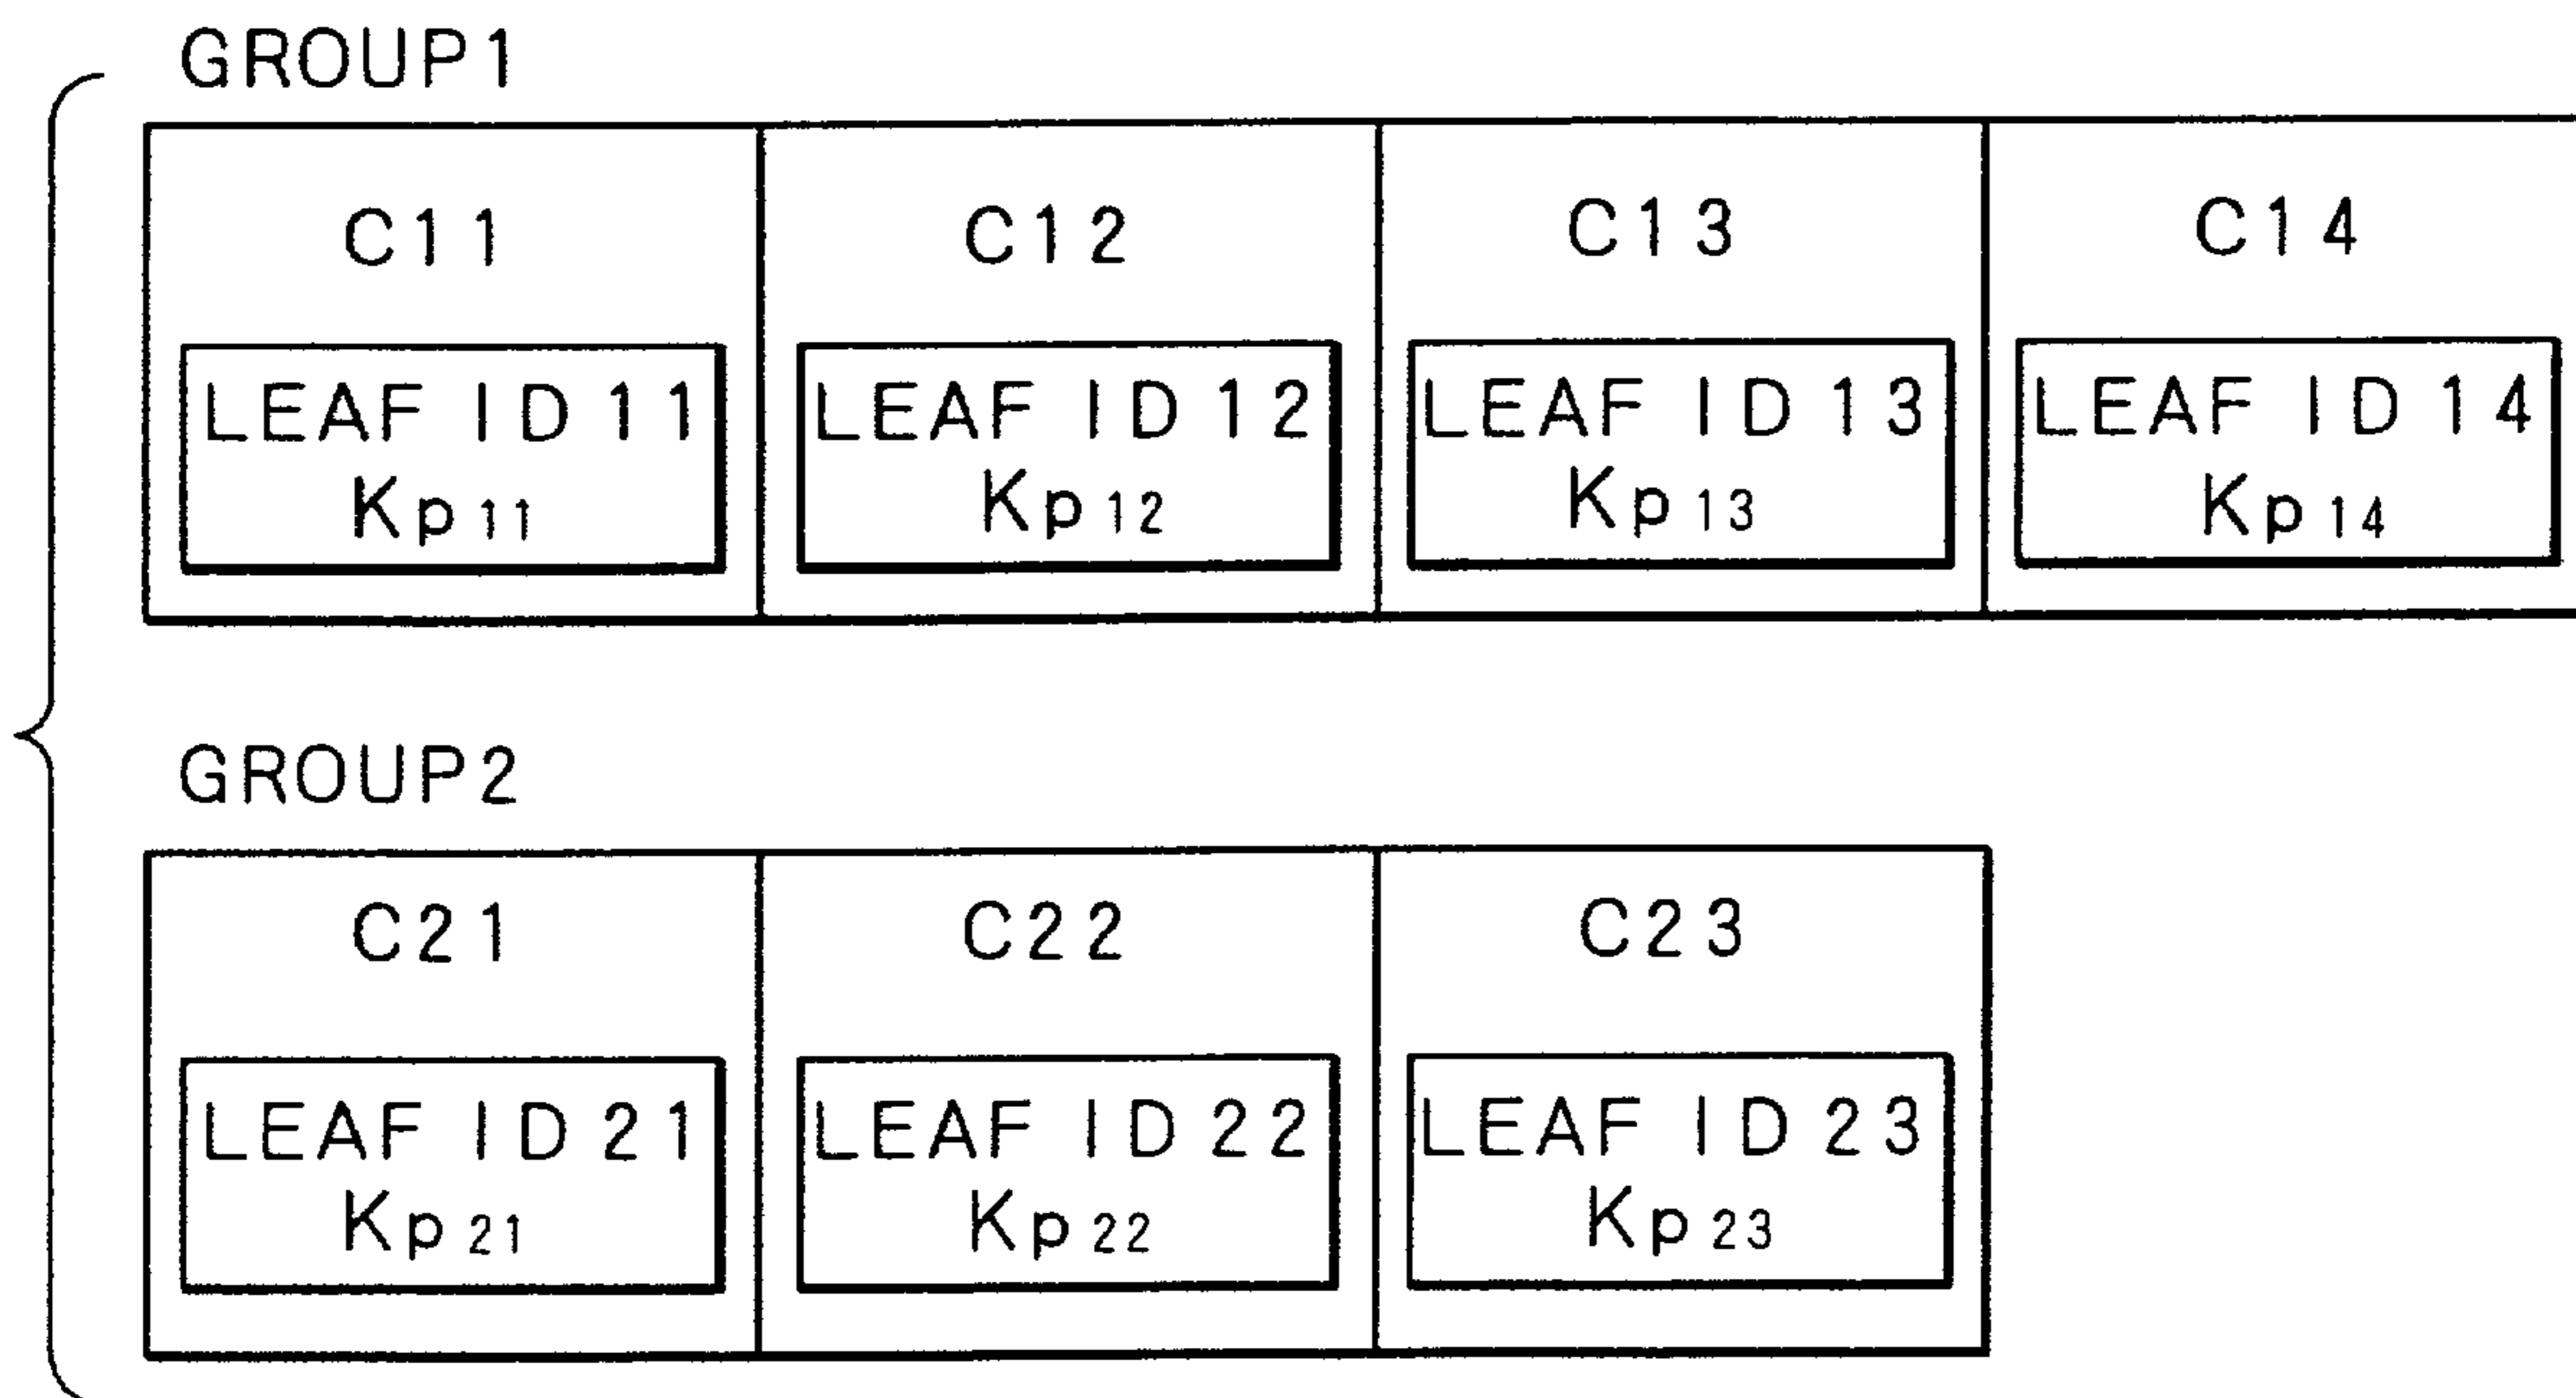 GROUP1
C11 C12 C13 C14
LEAF ID11 LEAF ID12 LEAF ID13 LEAF ID14
Kp11 Kp12 Kp13 Kp14
GROUP2
C21 C22 C23
LEAF ID21 LEAF ID22 LEAF ID23
Kp21 Kp22 Kp23